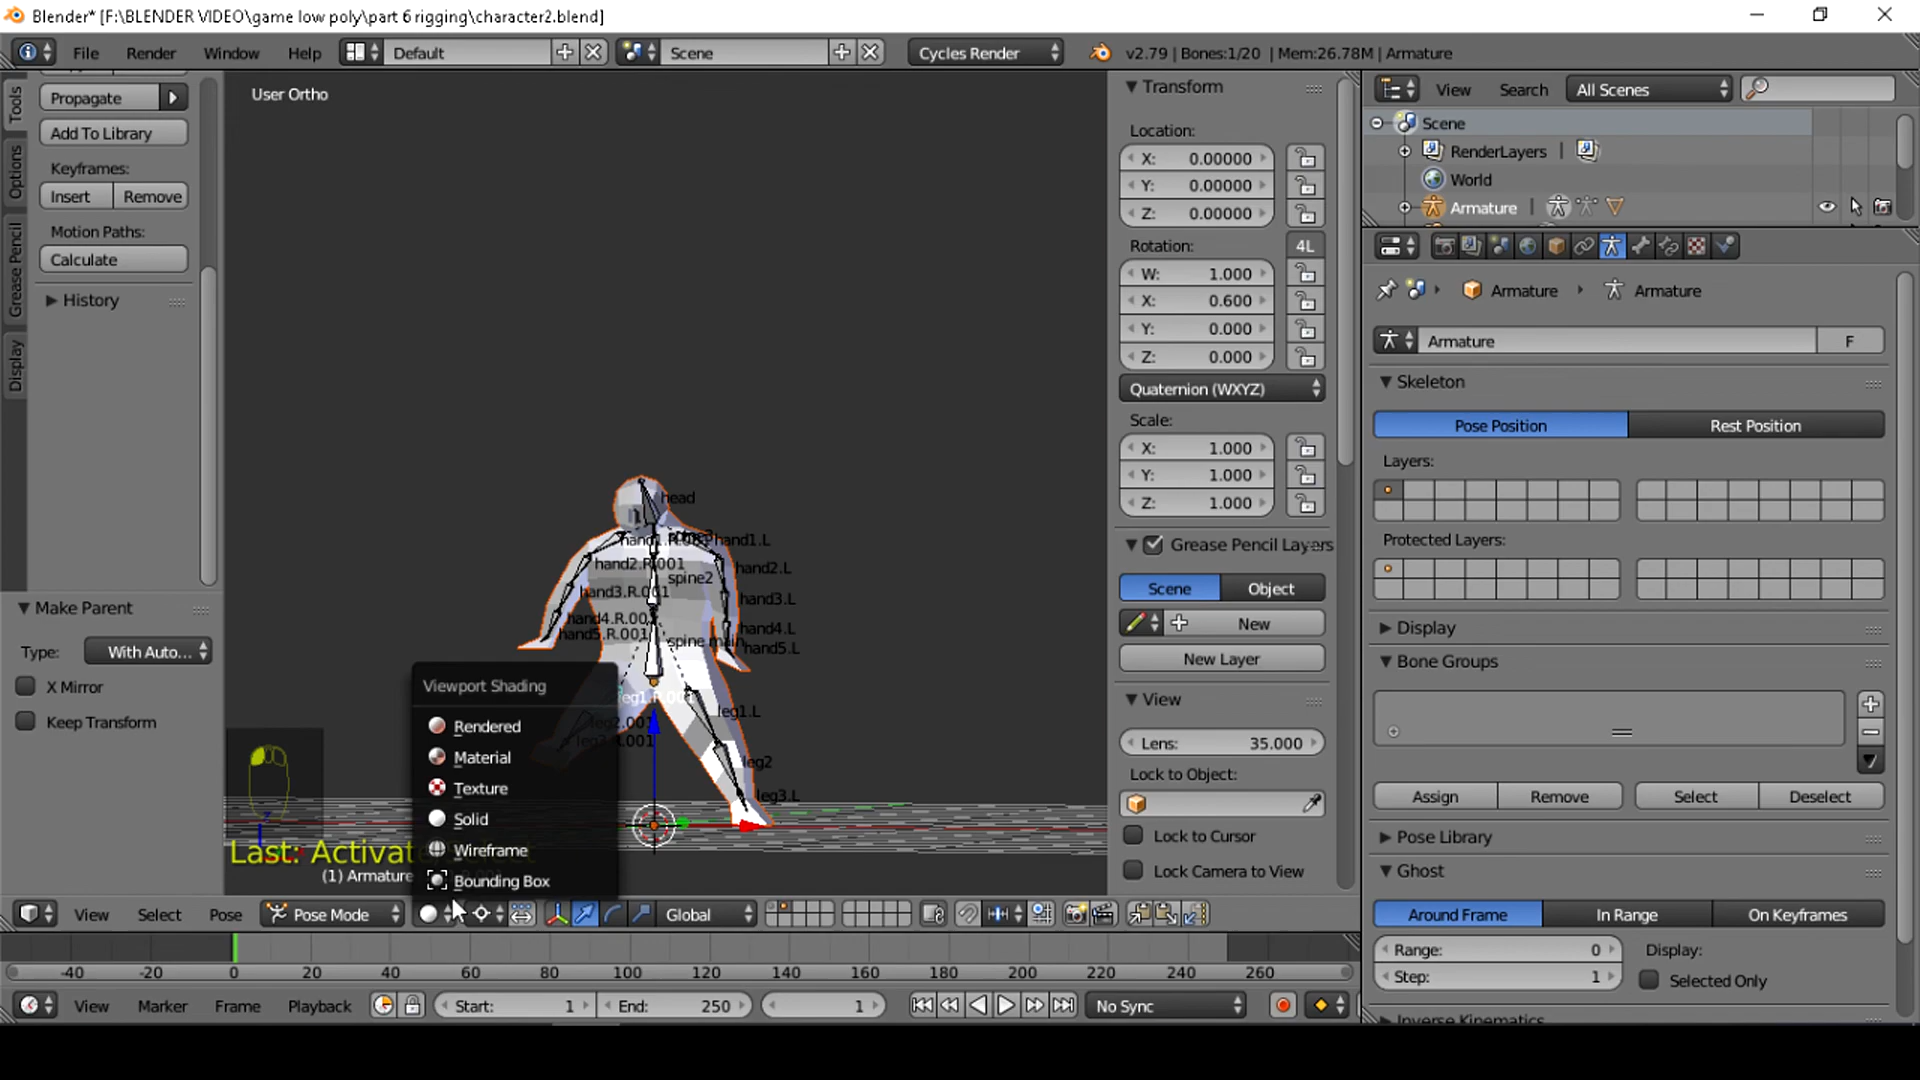 Blender* [F:\BLENDER VIDEO\game low poly\part 6 rigging\character2.blend]
File Render Window Help Default Scene Cycles Render v2.79 | Bones:1/20 | Mem:26.78M | Armature
Tools
Options
Grease Pencil
Display
Propagate
Add To Library
Keyframes:
Insert Remove
Motion Paths:
Calculate
History
Make Parent
Type: With Auto...
X Mirror
Keep Transform
User Ortho
head
hand1.L
hand2.R.001
hand2.L
spine2
hand3.R.001
hand3.L
hand4.R.00
hand4.L
hand5.R.001
spine main
hand5.L
leg1.R.001
leg1.L
leg2.001
leg2
leg3.L
Viewport Shading
Rendered
Material
Texture
Solid
Wireframe
Bounding Box
Last: Activate
(1) Armature
View Select Pose Pose Mode Global
Transform
Location:
X: 0.00000
Y: 0.00000
Z: 0.00000
Rotation: 4L
W: 1.000
X: 0.600
Y: 0.000
Z: 0.000
Quaternion (WXYZ)
Scale:
X: 1.000
Y: 1.000
Z: 1.000
Grease Pencil Layers
Scene Object
New
New Layer
View
Lens: 35.000
Lock to Object:
Lock to Cursor
Lock Camera to View
View Search All Scenes
Scene
RenderLayers |
World
Armature |
Armature Armature
Armature F
Skeleton
Pose Position Rest Position
Layers:
Protected Layers:
Display
Bone Groups
Assign Remove Select Deselect
Pose Library
Ghost
Around Frame In Range On Keyframes
Range: 0 Display:
Step: 1 Selected Only
Inverse Kinematics
-40 -20 0 20 40 60 80 100 120 140 160 180 200 220 240 260
View Marker Frame Playback Start: 1 End: 250 1 No Sync